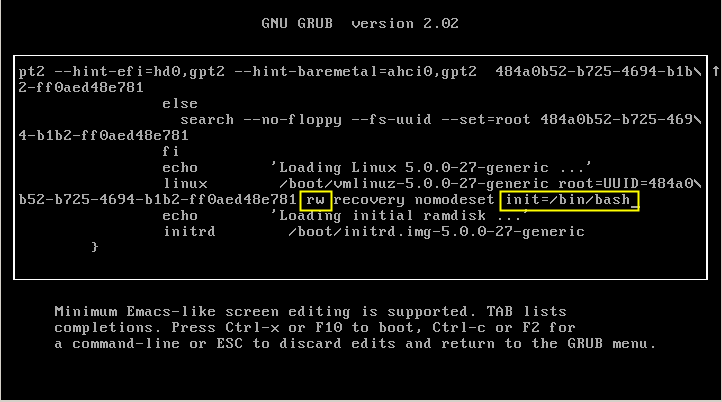 GNU GRUB  version 2.02
pt2 --hint-efi=hd0,gpt2 --hint-baremetal=ahci0,gpt2  484a0b52-b725-4694-b1b\ ↑
2-ff0aed48e781
else
search --no-floppy --fs-uuid --set=root 484a0b52-b725-469\
4-b1b2-ff0aed48e781
fi
echo 'Loading Linux 5.0.0-27-generic ...'
linux /boot/vmlinuz-5.0.0-27-generic root=UUID=484a0\
b52-b725-4694-b1b2-ff0aed48e781 rw recovery nomodeset init=/bin/bash_
echo 'Loading initial ramdisk ...'
initrd /boot/initrd.img-5.0.0-27-generic
}
Minimum Emacs-like screen editing is supported. TAB lists
completions. Press Ctrl-x or F10 to boot, Ctrl-c or F2 for
a command-line or ESC to discard edits and return to the GRUB menu.